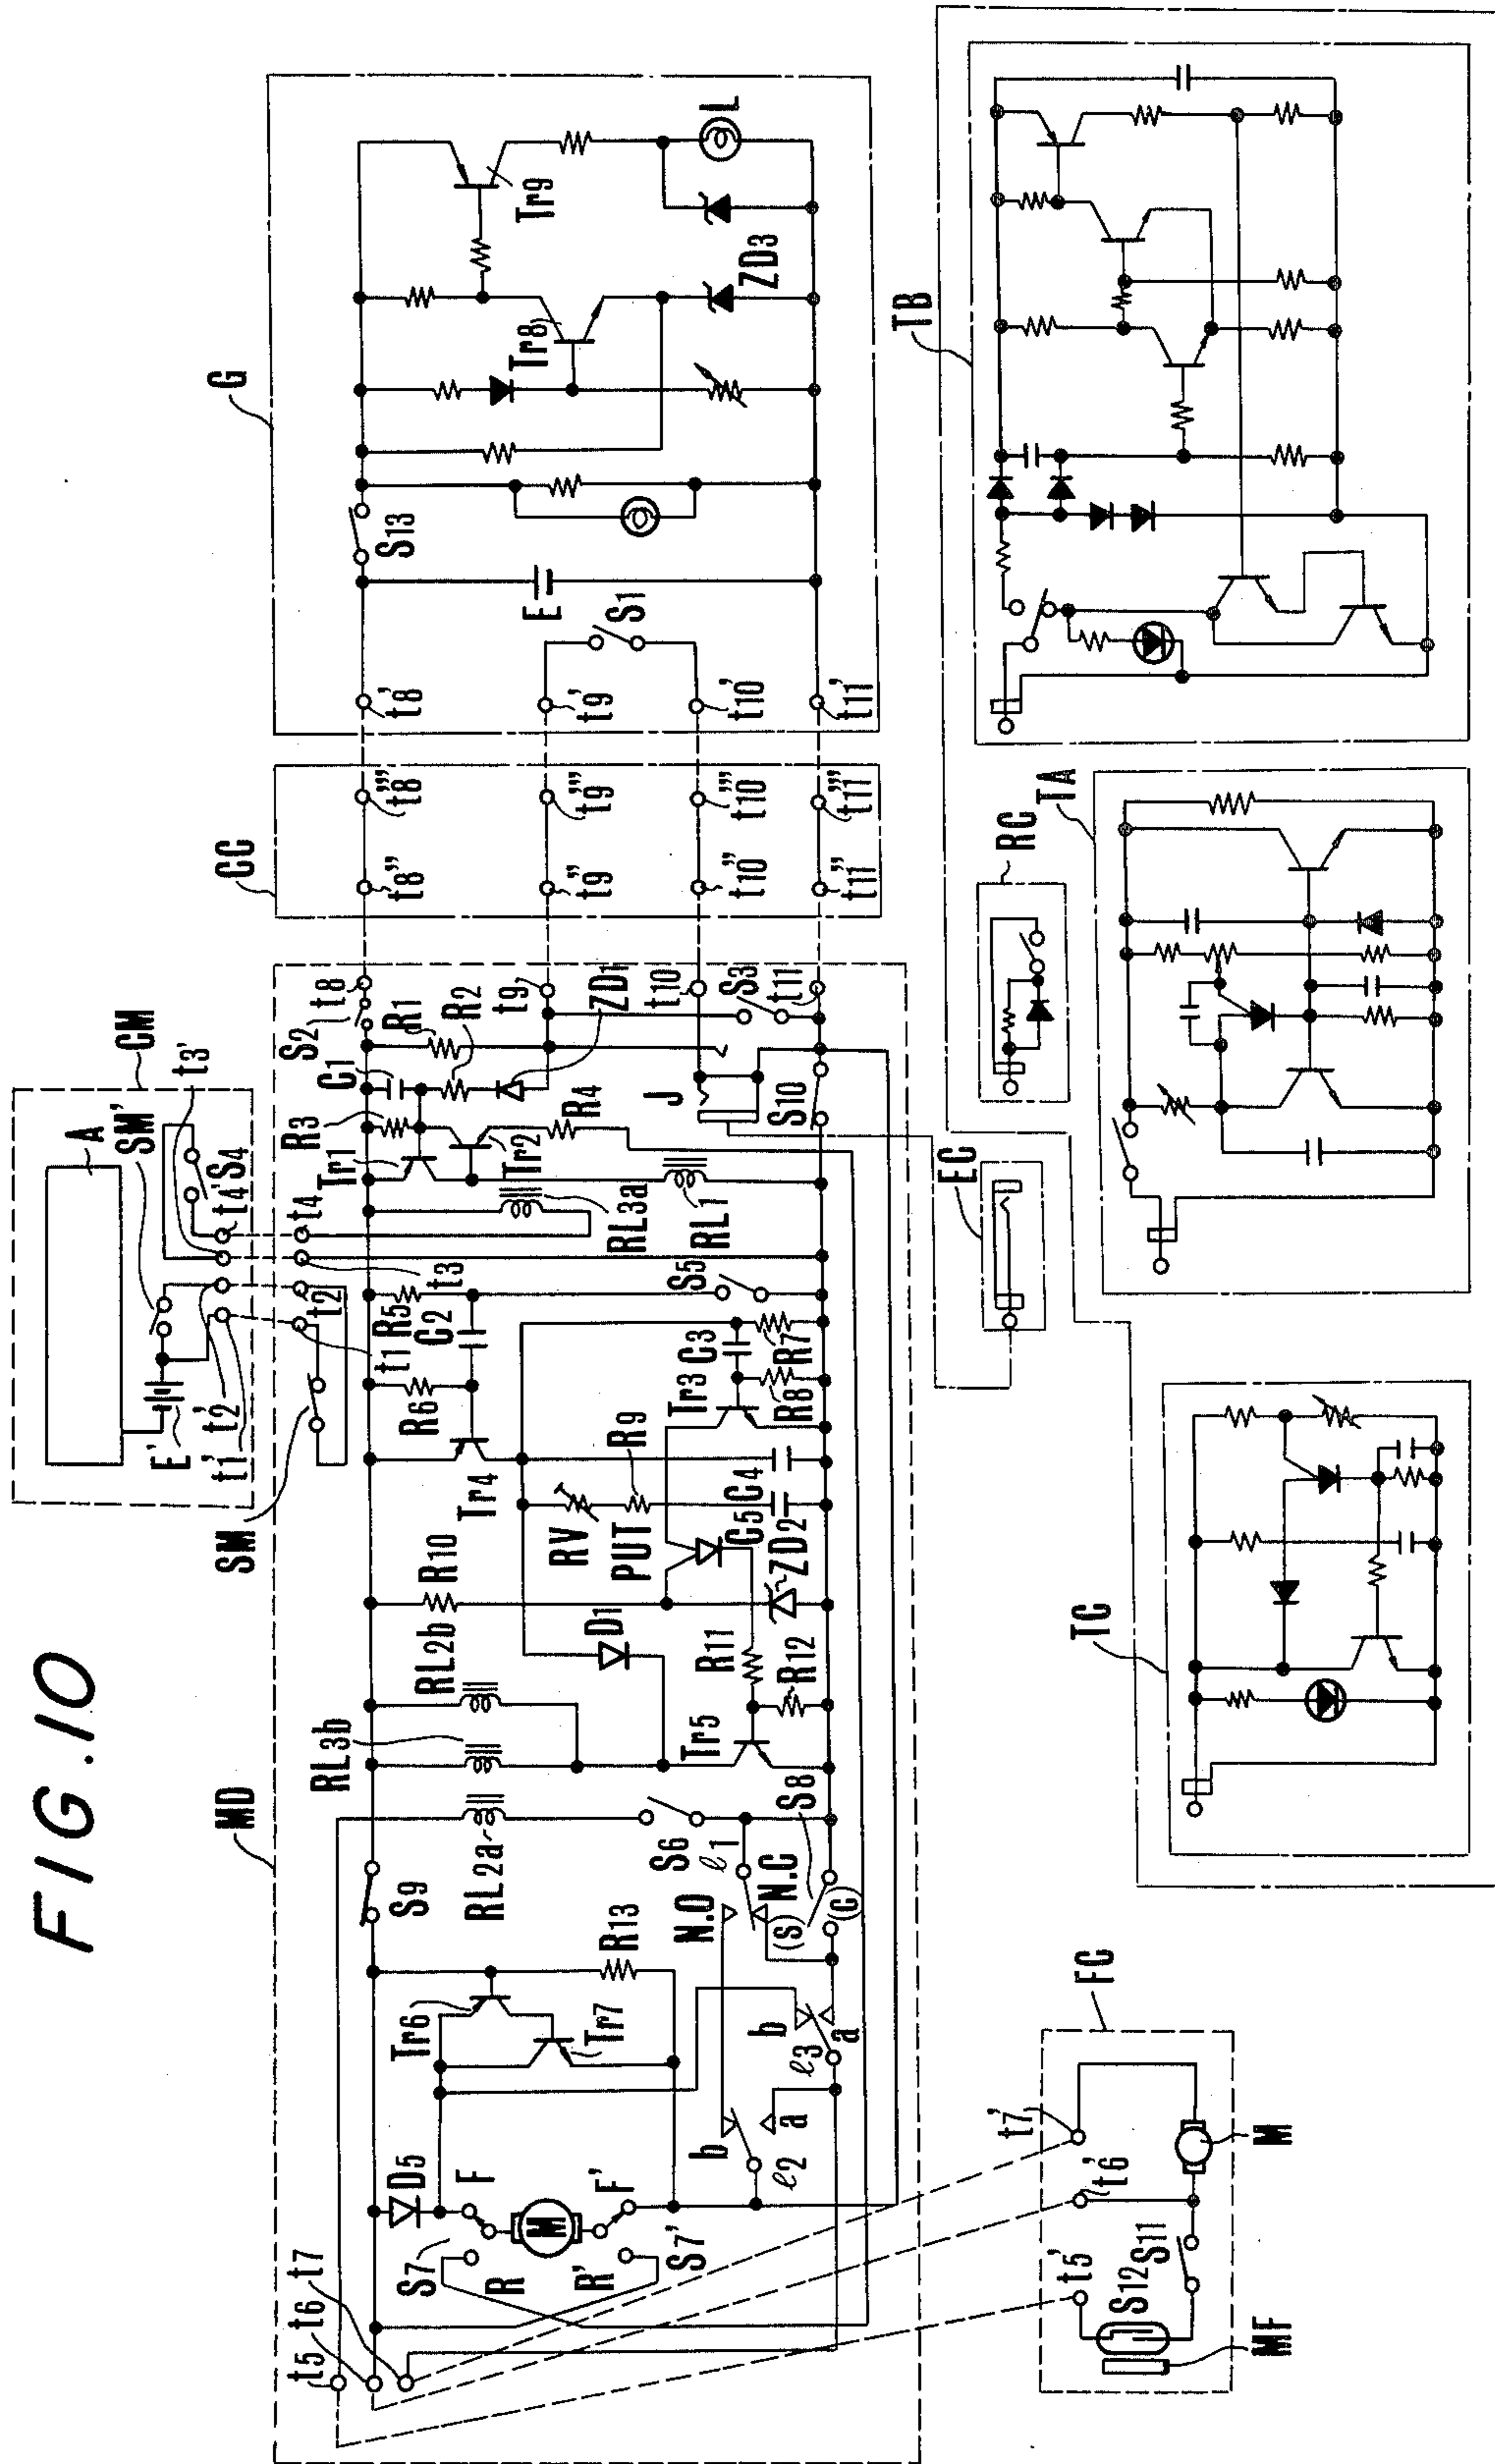 FIG.10
MD
SM
CM
A
SM'
t3'
E'
t1'
t2'
t4'
S4
t1
t2
t3
t4
CC
G
t5
t6
t7
S7
R
D5
F
M
F'
R'
S7'
Tr6
Tr7
R13
S9
RL3b
RL2a
RL2b
R10
S6
l1
N.O
N.C
(S)
(C)
S8
b
a
l2
b
a
l3
Tr5
D1
R11
R12
RV
PUT
R9
C4
C5
ZD2
Tr4
R6
R5
C2
Tr3
C3
R8
R7
S5
RL3a
RL1
Tr1
Tr2
R3
R4
C1
S2
R1
R2
ZD1
t8
t9
t10
S3
t11
J
S10
t8''
t8'''
t9''
t9'''
t10''
t10'''
t11''
t11'''
t8'
t9'
t10'
t11'
S13
E
S1
Tr8
Tr9
ZD3
L
FC
t5'
t6'
t7'
S12
S11
M
MF
TC
EC
RC
TA
TB